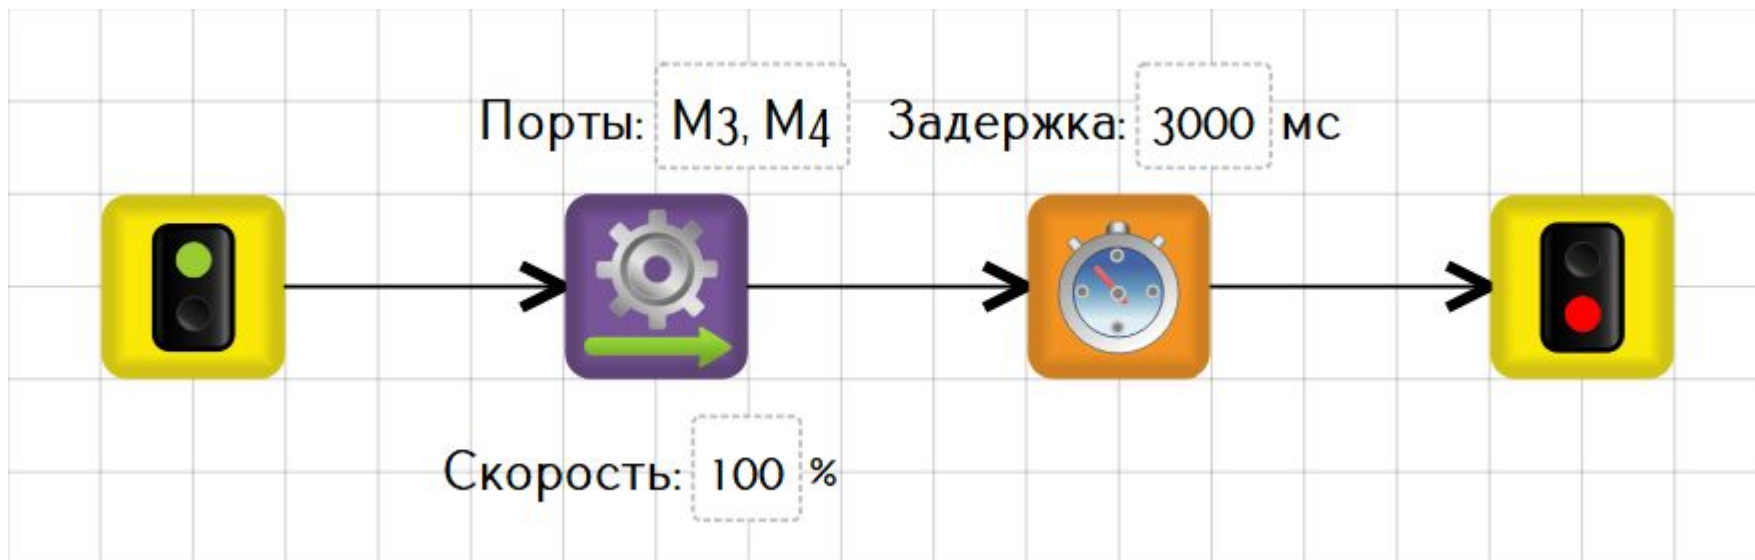 Порты: M3, M4 Задержка: 3000 мс
Скорость: 100 %